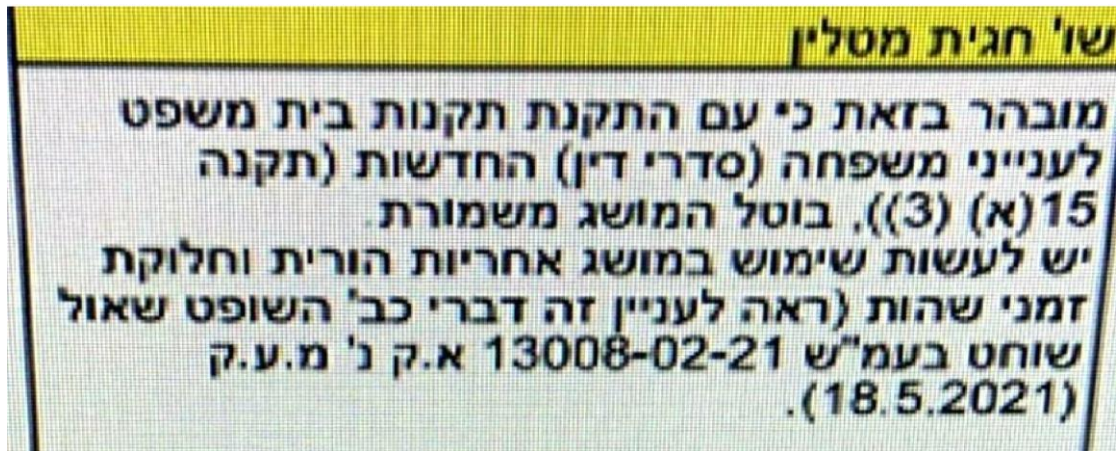 שו' חגית מטלין
מובהר בזאת כי עם התקנת תקנות בית משפט
לענייני משפחה (סדרי דין) החדשות (תקנה
15(א) (3)), בוטל המושג משמורת.
יש לעשות שימוש במושג אחריות הורית וחלוקת
זמני שהות (ראה לעניין זה דברי כב' השופט שאול
שוחט בעמ"ש 13008-02-21 א.ק נ' מ.ע.ק
(18.5.2021).